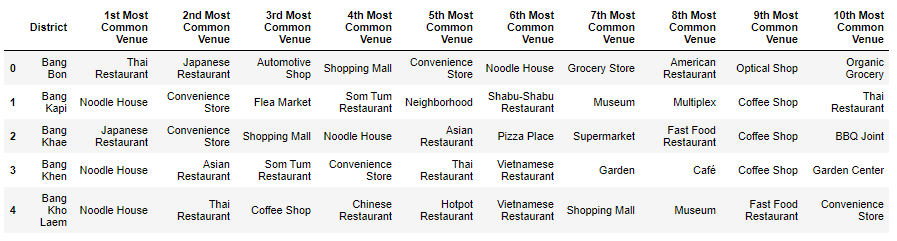 District 1st Most Common Venue 2nd Most Common Venue 3rd Most Common Venue 4th Most Common Venue 5th Most Common Venue 6th Most Common Venue 7th Most Common Venue 8th Most Common Venue 9th Most Common Venue 10th Most Common Venue
0 Bang Bon Thai Restaurant Japanese Restaurant Automotive Shop Shopping Mall Convenience Store Noodle House Grocery Store American Restaurant Optical Shop Organic Grocery
1 Bang Kapi Noodle House Convenience Store Flea Market Som Tum Restaurant Neighborhood Shabu-Shabu Restaurant Museum Multiplex Coffee Shop Thai Restaurant
2 Bang Khae Japanese Restaurant Convenience Store Shopping Mall Noodle House Asian Restaurant Pizza Place Supermarket Fast Food Restaurant Coffee Shop BBQ Joint
3 Bang Khen Noodle House Asian Restaurant Som Tum Restaurant Convenience Store Thai Restaurant Vietnamese Restaurant Garden Café Coffee Shop Garden Center
4 Bang Kho Laem Noodle House Thai Restaurant Coffee Shop Chinese Restaurant Hotpot Restaurant Vietnamese Restaurant Shopping Mall Museum Fast Food Restaurant Convenience Store